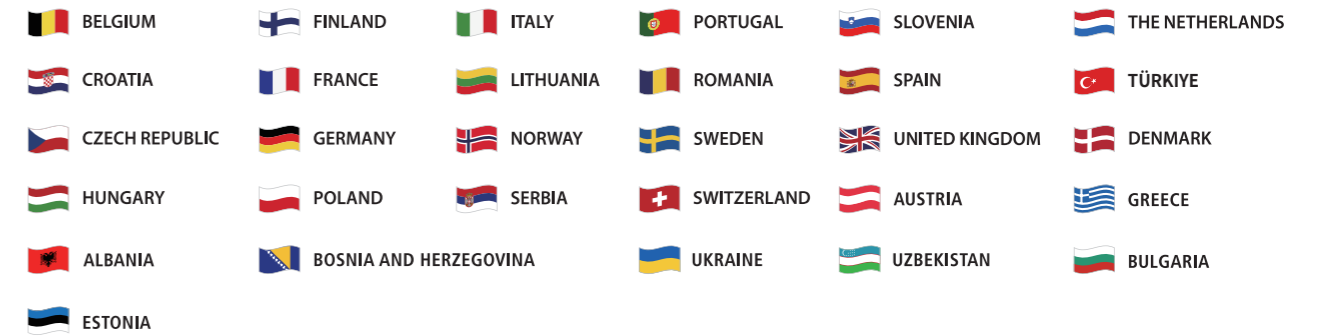 BELGIUM FINLAND ITALY PORTUGAL SLOVENIA THE NETHERLANDS
CROATIA FRANCE LITHUANIA ROMANIA SPAIN TÜRKIYE
CZECH REPUBLIC GERMANY NORWAY SWEDEN UNITED KINGDOM DENMARK
HUNGARY POLAND SERBIA SWITZERLAND AUSTRIA GREECE
ALBANIA BOSNIA AND HERZEGOVINA UKRAINE UZBEKISTAN BULGARIA
ESTONIA